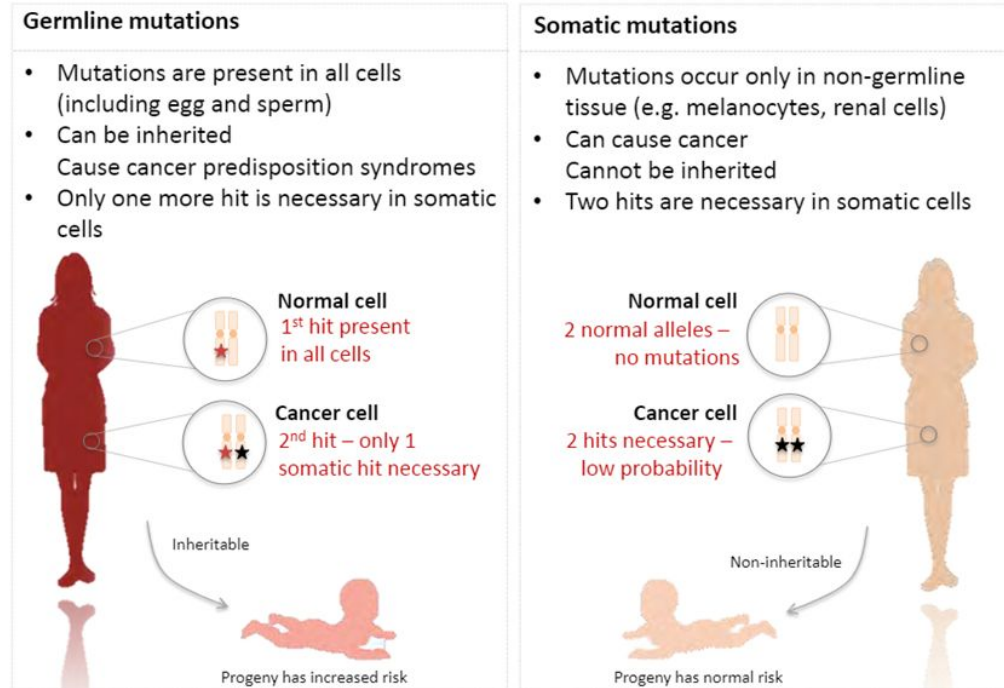 Germline mutations
• Mutations are present in all cells
(including egg and sperm)
• Can be inherited
Cause cancer predisposition syndromes
• Only one more hit is necessary in somatic
cells
Normal cell
1st hit present
in all cells
Cancer cell
2nd hit – only 1
somatic hit necessary
Inheritable
Progeny has increased risk
Somatic mutations
• Mutations occur only in non-germline
tissue (e.g. melanocytes, renal cells)
• Can cause cancer
Cannot be inherited
• Two hits are necessary in somatic cells
Normal cell
2 normal alleles –
no mutations
Cancer cell
2 hits necessary –
low probability
Non-inheritable
Progeny has normal risk